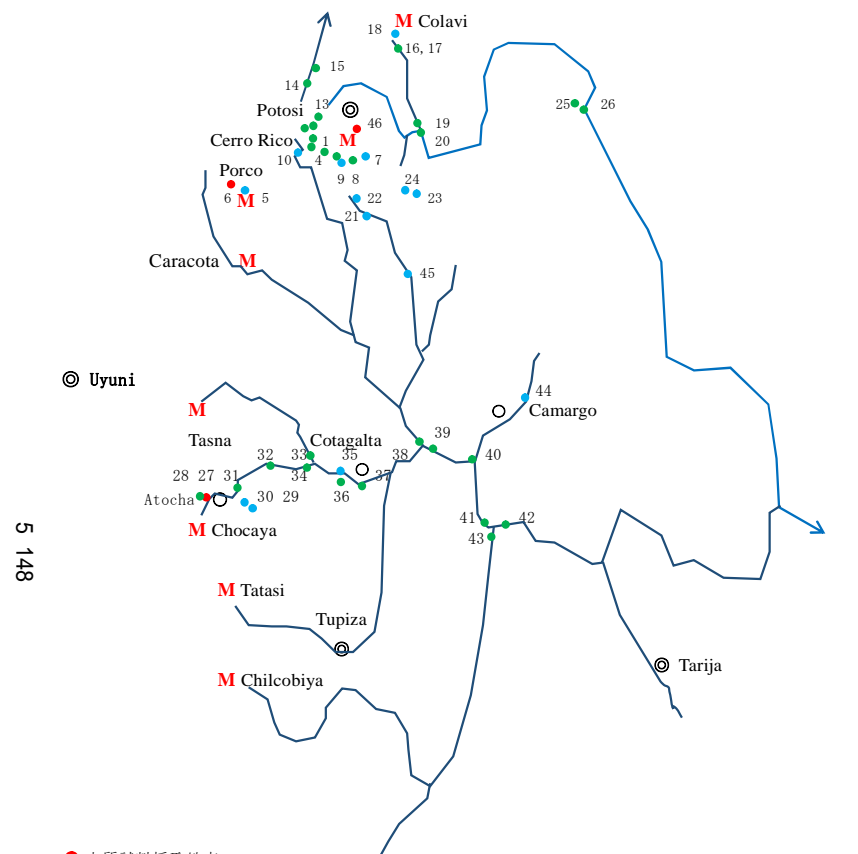 18 M Colavi
16, 17
15
14
13
Potosi
46
19
25 26
Cerro Rico
M
1
20
10 4
7
Porco
9 8
24
6 M 5
22
23
21
Caracota M
45
Uyuni
M
44
Camargo
Tasna
Cotagalta
39
32 33 35 38
40
28 27 31
34
37
Atocha
30 29
36
M Chocaya
41 42
43
5 148
M Tatasi
Tupiza
Tarija
M Chilcobiya